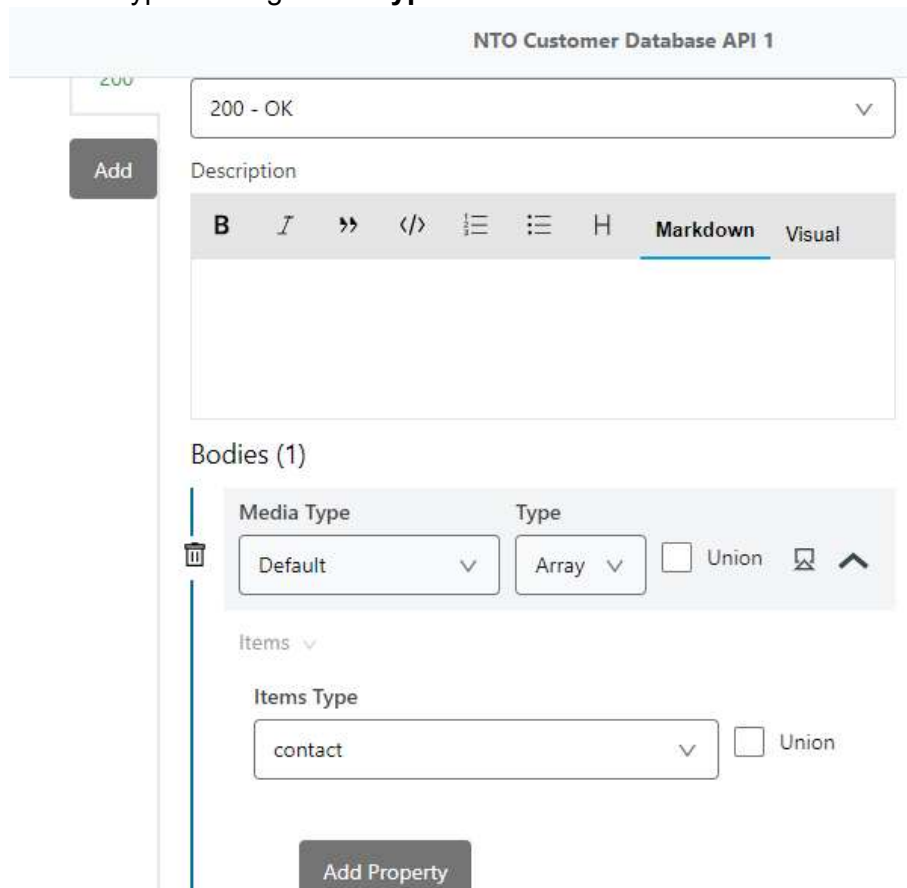 NTO Customer Database API 1
200
200 - OK
Add
Description
B I ” </> H Markdown Visual
Bodies (1)
Media Type Type
Default Array Union
Items
Items Type
contact Union
Add Property